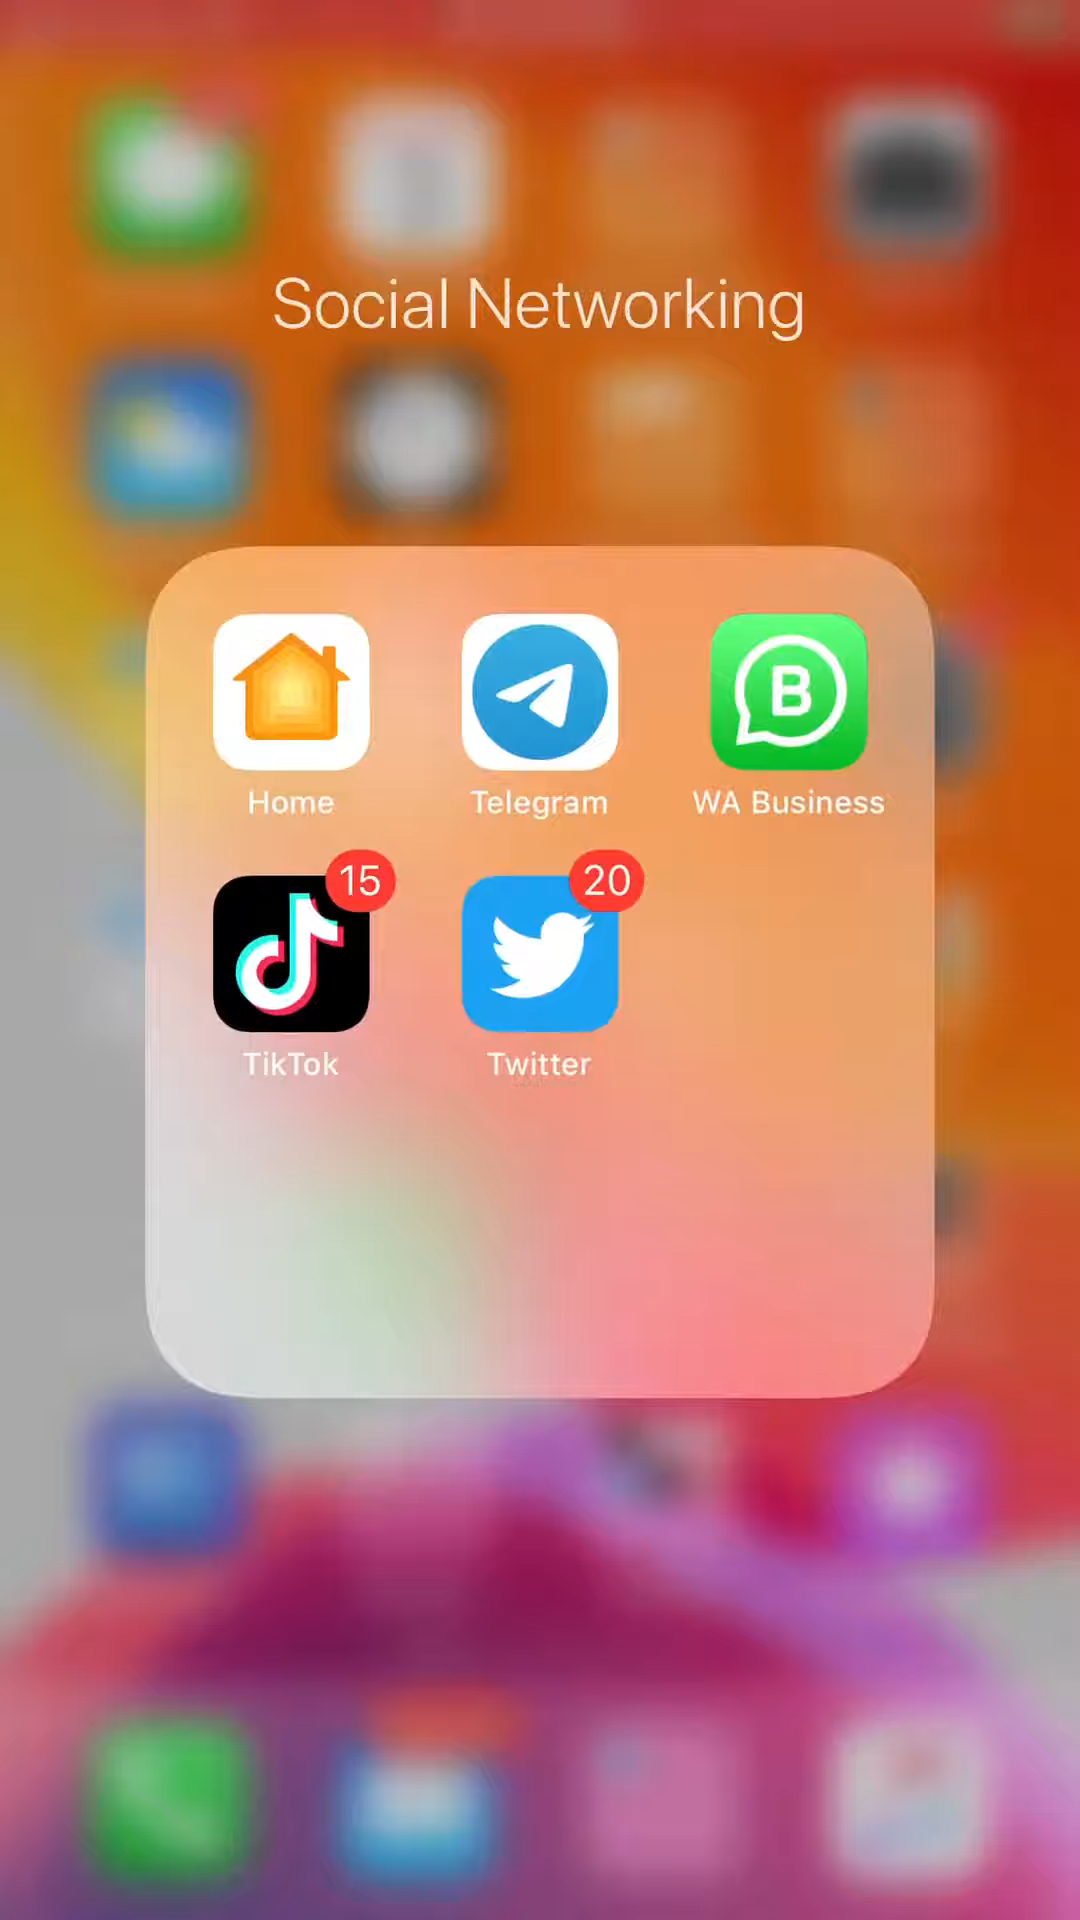 Social Networking
Home
Telegram
B
WA Business
15
20
TikTok
Twitter